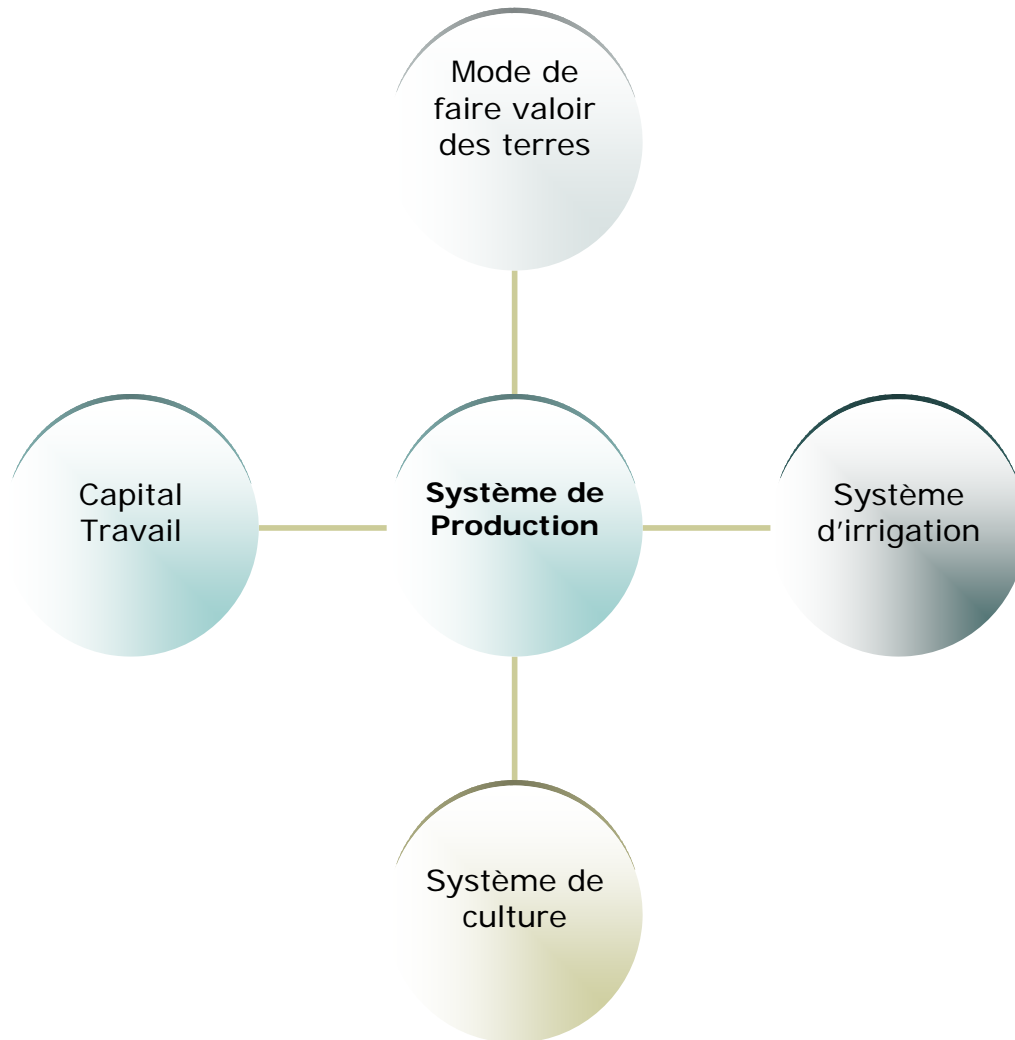 Mode de
faire valoir
des terres
Capital
Travail
Système de
Production
Système
d'irrigation
Système de
culture